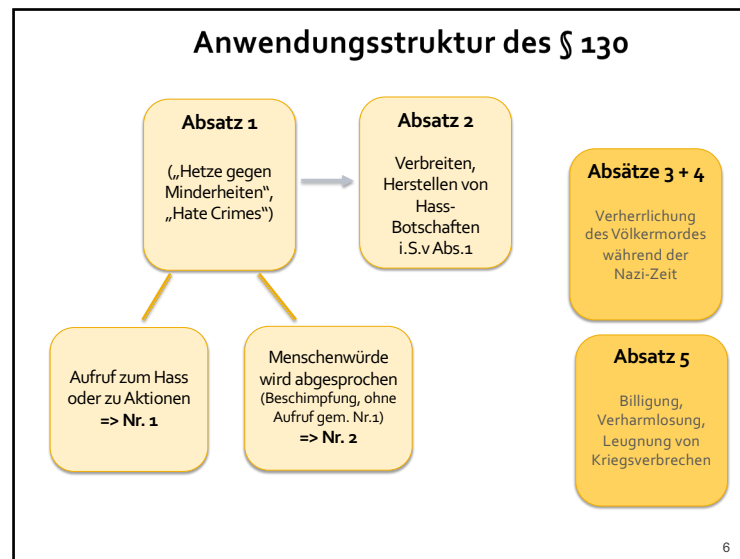 Anwendungsstruktur des § 130
Absatz 1
(„Hetze gegen
Minderheiten“,
„Hate Crimes“)
Absatz 2
Verbreiten,
Herstellen von
Hass-
Botschaften
i.S.v Abs.1
Absätze 3 + 4
Verherrlichung
des Völkermordes
während der
Nazi-Zeit
Aufruf zum Hass
oder zu Aktionen
=> Nr. 1
Menschenwürde
wird abgesprochen
(Beschimpfung, ohne
Aufruf gem. Nr.1)
=> Nr. 2
Absatz 5
Billigung,
Verharmlosung,
Leugnung von
Kriegsverbrechen
6